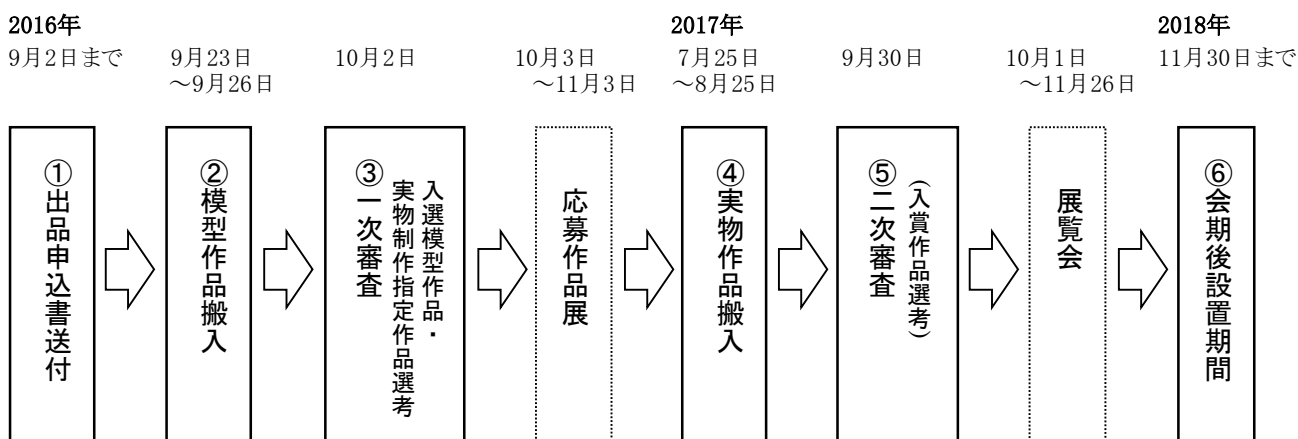 2016年
9月2日まで
9月23日
～9月26日
10月2日
10月3日
～11月3日
2017年
7月25日
～8月25日
9月30日
10月1日
～11月26日
2018年
11月30日まで
①出品申込書送付
②模型作品搬入
③一次審査
入選模型作品・
実物制作指定作品選考
応募作品展
④実物作品搬入
⑤二次審査
（入賞作品選考）
展覧会
⑥会期後設置期間